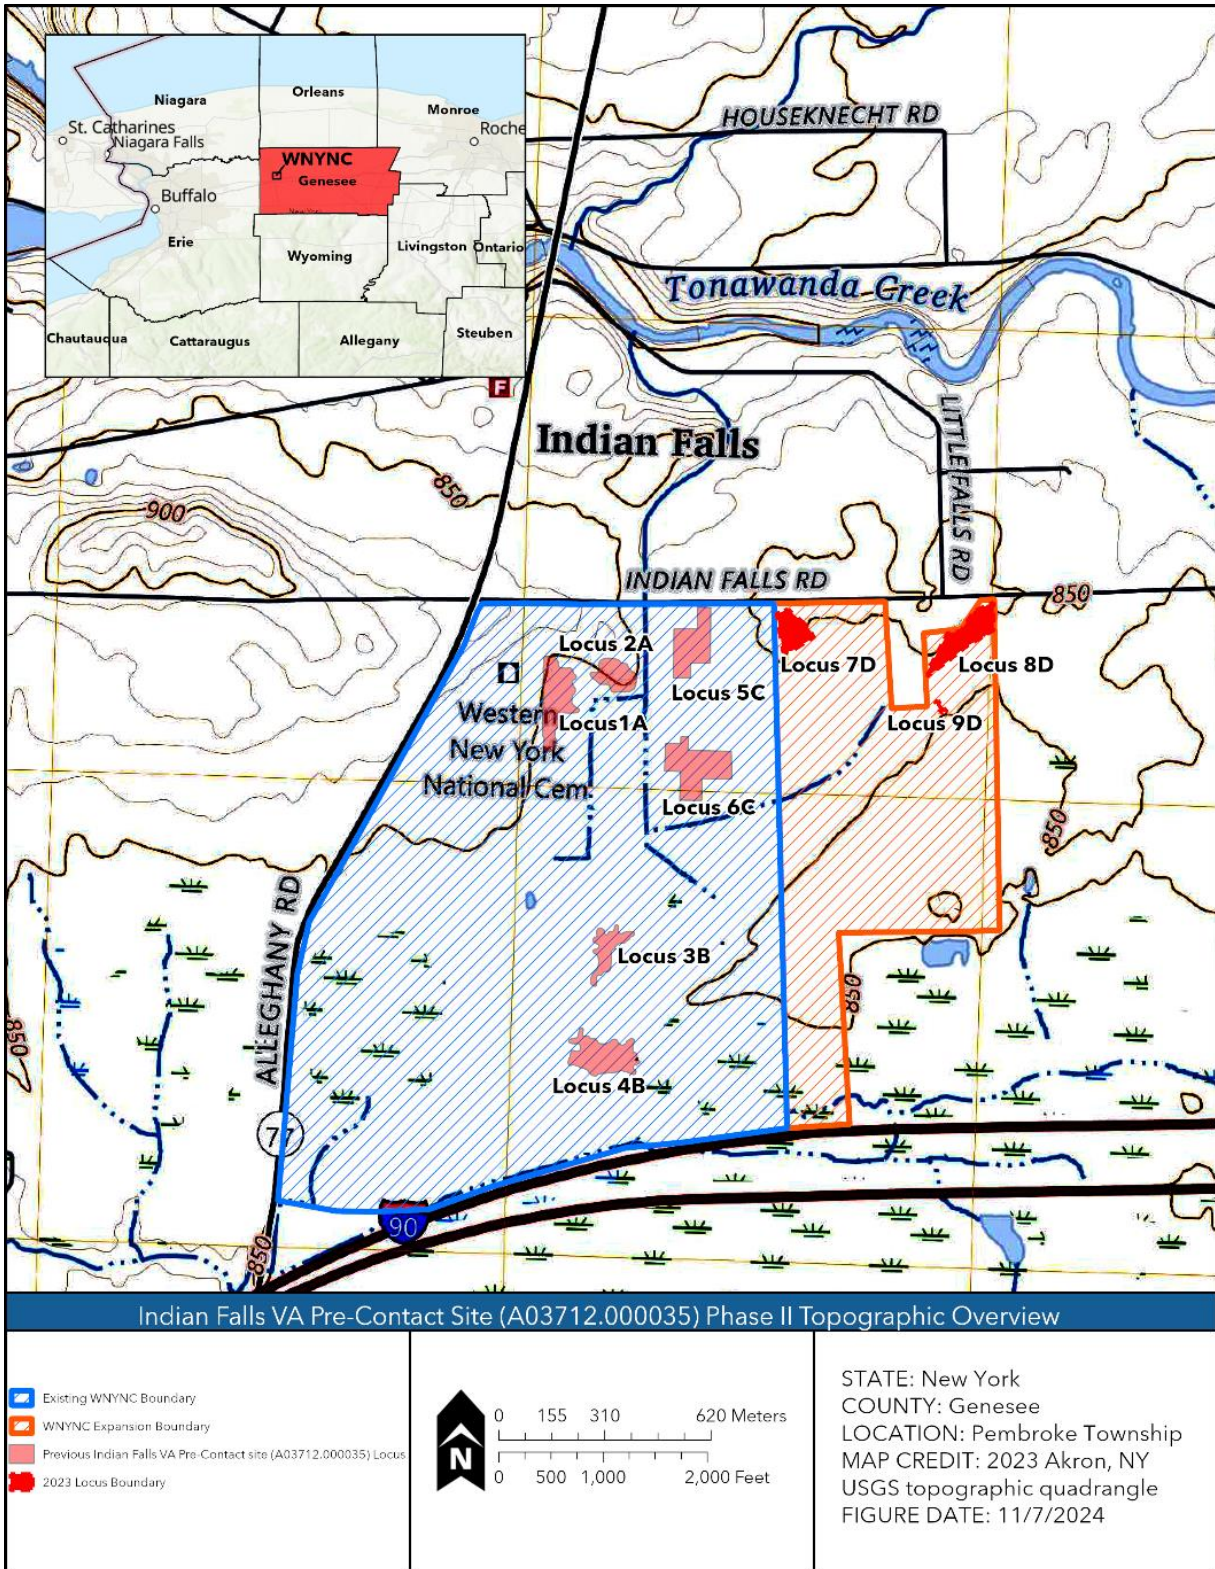 Niagara
Orleans
Monroe
St. Catharines
Niagara Falls
Roche
WNYNC
Genesee
Buffalo
Erie
Wyoming
Livingston
Ontario
Chautauqua
Cattaraugus
Allegany
Steuben
HOUSEKNECHT RD
Tonawanda Creek
F
Indian Falls
LITTLEFALLS RD
850
900
INDIAN FALLS RD
850
Locus 2A
Locus 7D
Locus 8D
Locus 5C
Locus1A
Locus 9D
Western
New York
National Cem
Locus 6C
850
ALLEGHANY RD
Locus 3B
850
850
Locus 4B
77
90
850
Indian Falls VA Pre-Contact Site (A03712.000035) Phase II Topographic Overview
Existing WNYNC Boundary
WNYNC Expansion Boundary
Previous Indian Falls VA Pre-Contact site (A03712.000035) Locus
2023 Locus Boundary
N
0 155 310 620 Meters
0 500 1,000 2,000 Feet
STATE: New York
COUNTY: Genesee
LOCATION: Pembroke Township
MAP CREDIT: 2023 Akron, NY
USGS topographic quadrangle
FIGURE DATE: 11/7/2024